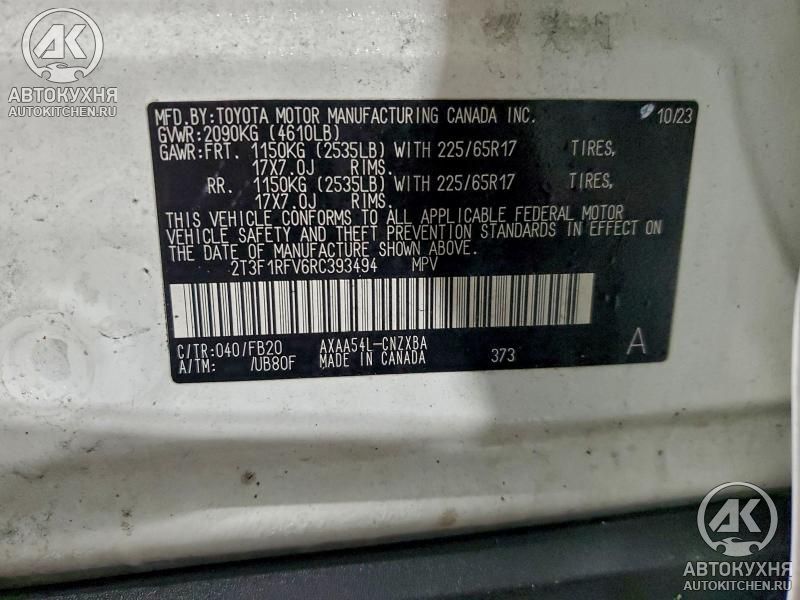 AK
АВТОКУХНЯ
AUTOKITCHEN.RU
MFD.BY:TOYOTA MOTOR MANUFACTURING CANADA INC. 10/23
GVWR:2090KG (4610LB)
GAWR:FRT. 1150KG (2535LB) WITH 225/65R17 TIRES,
17X7.0J RIMS.
RR. 1150KG (2535LB) WITH 225/65R17 TIRES,
17X7.0J RIMS.
THIS VEHICLE CONFORMS TO ALL APPLICABLE FEDERAL MOTOR
VEHICLE SAFETY AND THEFT PREVENTION STANDARDS IN EFFECT ON
THE DATE OF MANUFACTURE SHOWN ABOVE.
2T3F1RFV6RC393494 MPV
C/TR:040/FB20 AXAA54L-CNZXBA
A/TM: /UB80F MADE IN CANADA 373 A
AK
АВТОКУХНЯ
AUTOKITCHEN.RU